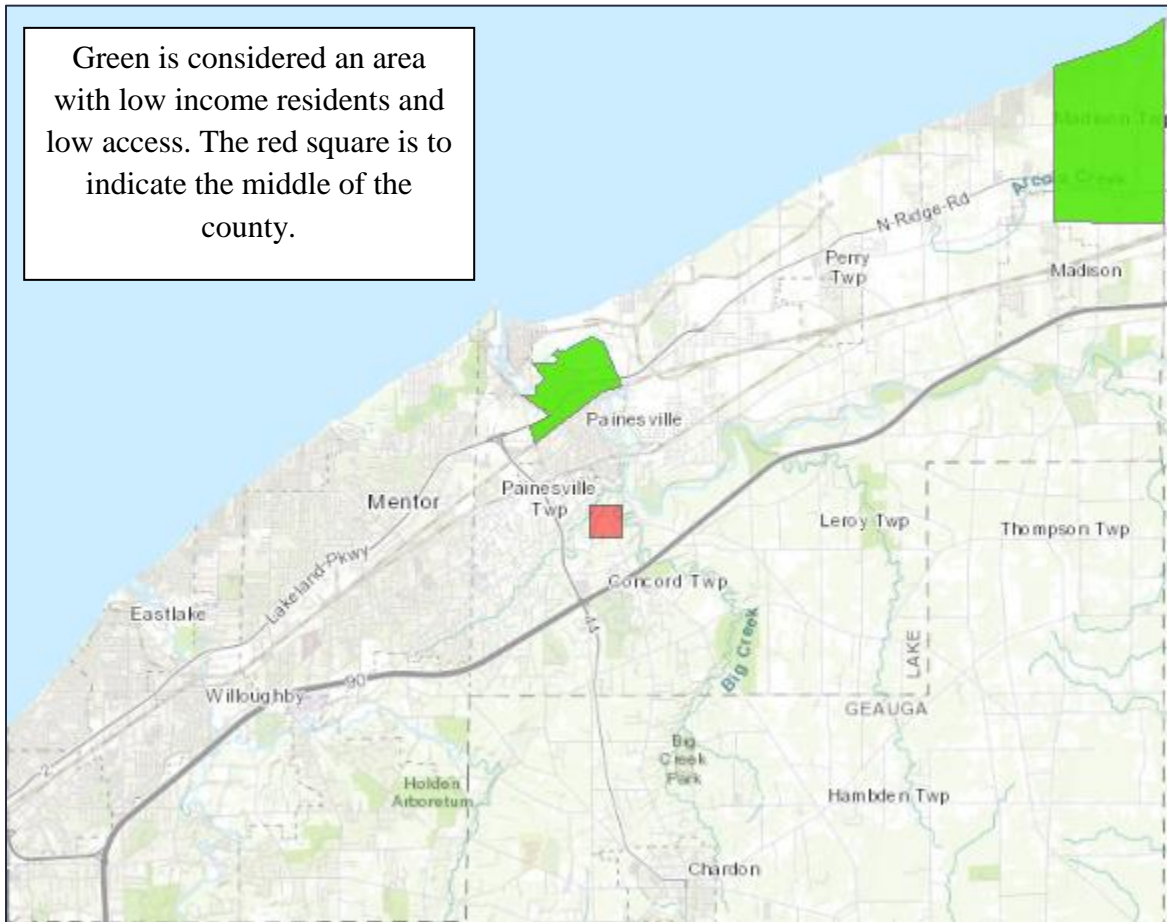 Green is considered an area
with low income residents and
low access. The red square is to
indicate the middle of the
county.
Madison Twp
Arcola Creek
N-Ridge-Rd
Perry
Twp
Madison
Painesville
Mentor
Painesville
Twp
Leroy Twp
Thompson Twp
Lakeland-Pkwy
Concord Twp
Eastlake
44
Big Creek
LAKE
90
Willoughby
GEAUGA
Big
Creek
Park
2
Holden
Arboretum
Hambden Twp
Chardon